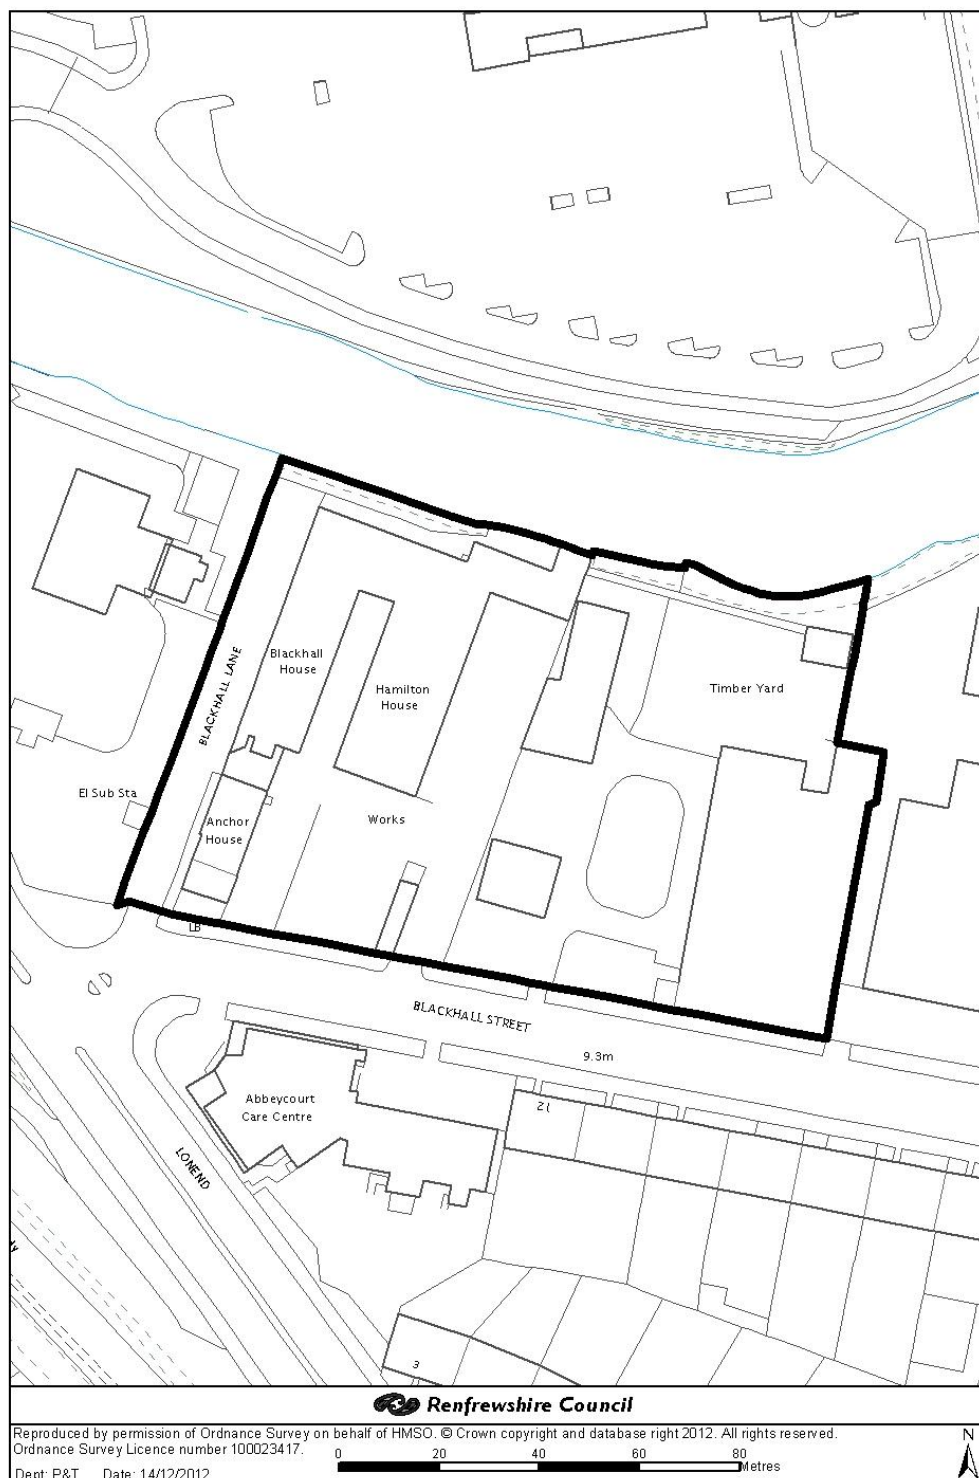 Blackhall
House
BLACKHALL LANE
Hamilton
House
Timber Yard
El Sub Sta
Anchor
House
Works
LB
BLACKHALL STREET
9.3m
Abbeycourt
Care Centre
21
LONEND
3
Renfrewshire Council
Reproduced by permission of Ordnance Survey on behalf of HMSO. © Crown copyright and database right 2012. All rights reserved.
Ordnance Survey Licence number 100023417.
Dept: P&T Date: 14/12/2012
0 20 40 60 80
Metres
N